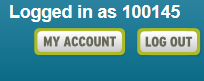 Logged in as 100145
MY ACCOUNT LOG OUT